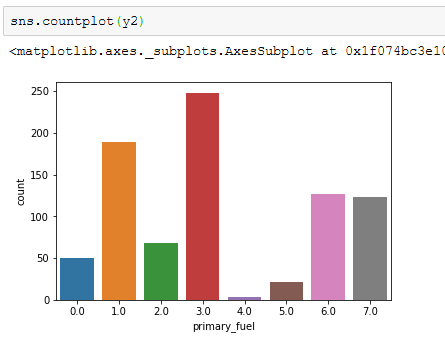 sns.countplot(y2)
<matplotlib.axes._subplots.AxesSubplot at 0x1f074bc3e10
250
200
150
100
50
0
count
0.0 1.0 2.0 3.0 4.0 5.0 6.0 7.0
primary_fuel